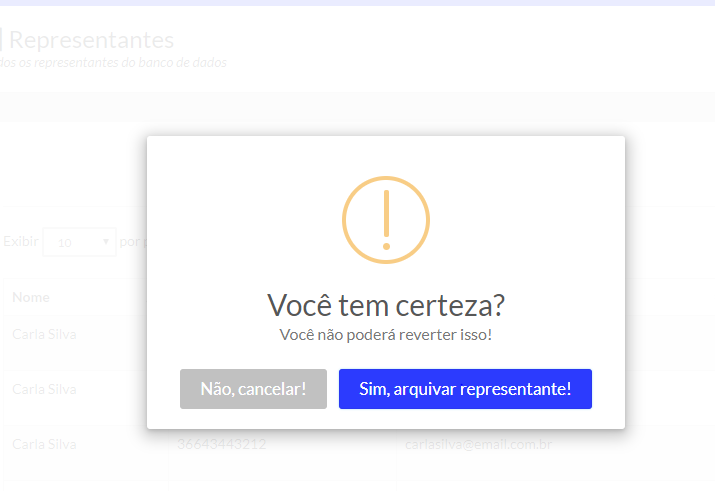 Representantes
dos os representantes do banco de dados
Exibir 10 por
Nome
Carla Silva
Carla Silva
Carla Silva 36643443212 carlasilva@email.com.br
!
Você tem certeza?
Você não poderá reverter isso!
Não, cancelar! Sim, arquivar representante!